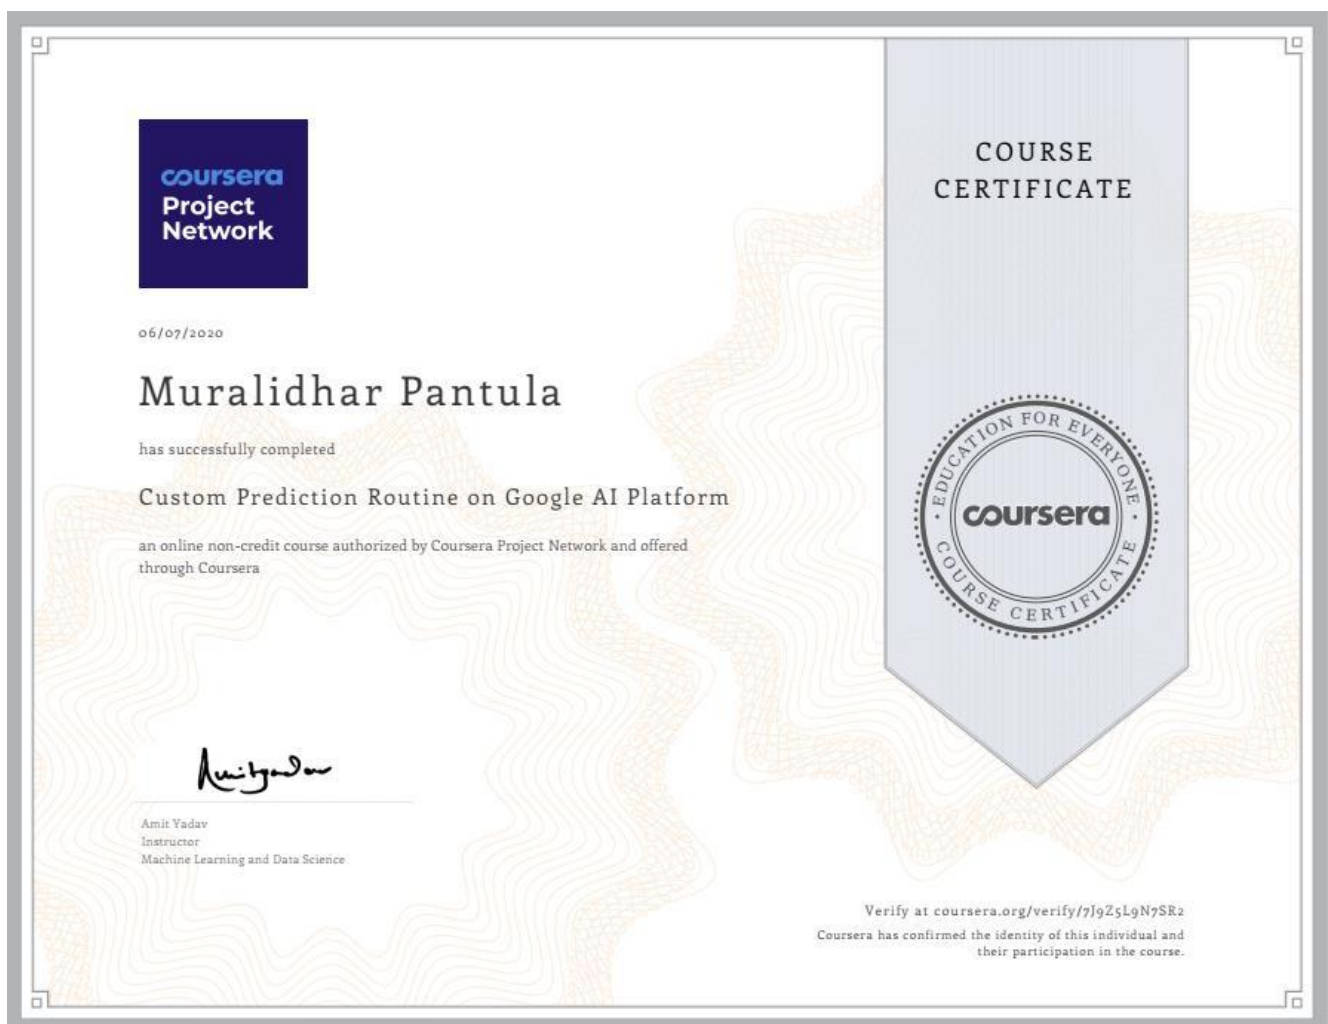 coursera
Project
Network
06/07/2020
Muralidhar Pantula
has successfully completed
Custom Prediction Routine on Google AI Platform
an online non-credit course authorized by Coursera Project Network and offered
through Coursera
Amit Yadav
Instructor
Machine Learning and Data Science
COURSE
CERTIFICATE
EDUCATION FOR EVERYONE
coursera
COURSE CERTIFICATE
Verify at coursera.org/verify/7J9Z5L9N7SR2
Coursera has confirmed the identity of this individual and
their participation in the course.